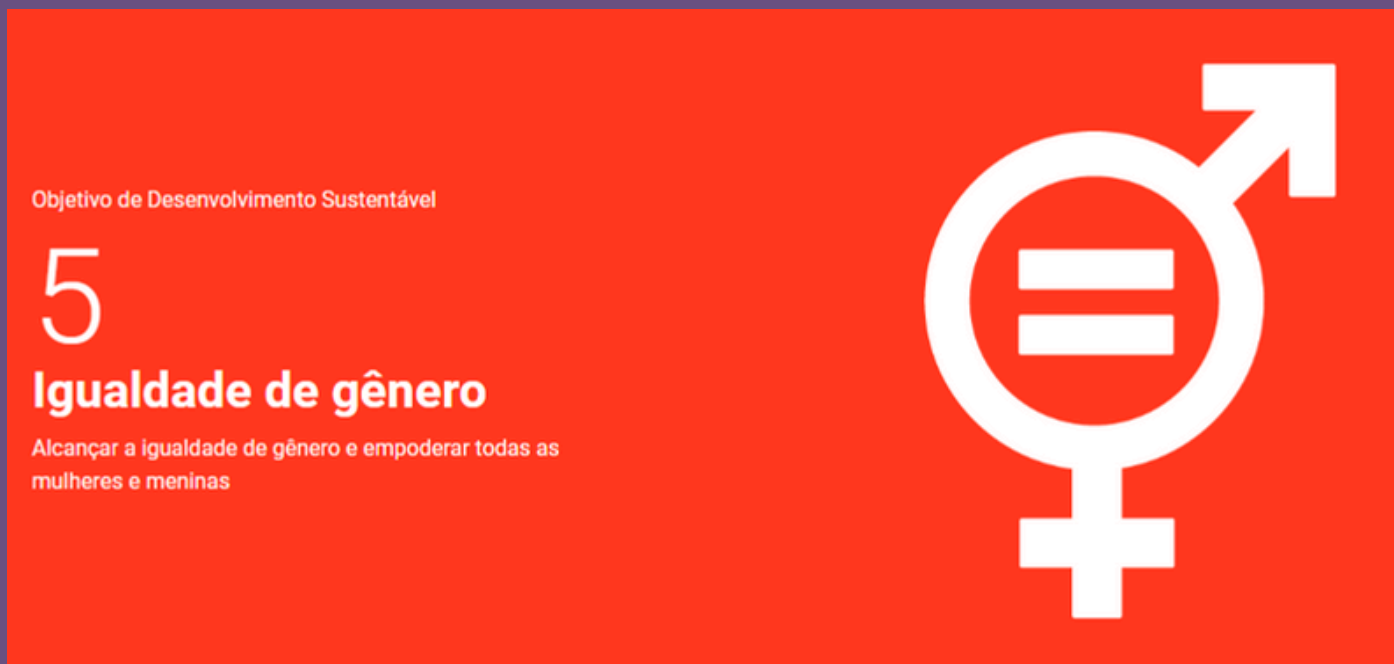 Objetivo de Desenvolvimento Sustentável
5
Igualdade de gênero
Alcançar a igualdade de gênero e empoderar todas as
mulheres e meninas